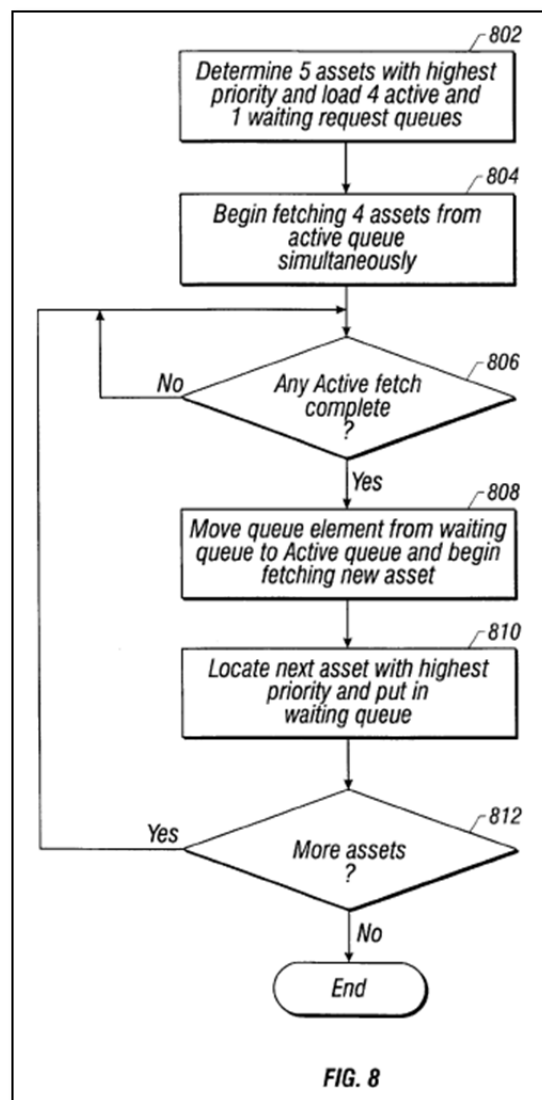 802
Determine 5 assets with highest
priority and load 4 active and
1 waiting request queues
804
Begin fetching 4 assets from
active queue
simultaneously
806
No
Any Active fetch
complete
?
Yes
808
Move queue element from waiting
queue to Active queue and begin
fetching new asset
810
Locate next asset with highest
priority and put in
waiting queue
812
Yes
More assets
?
No
End
FIG. 8